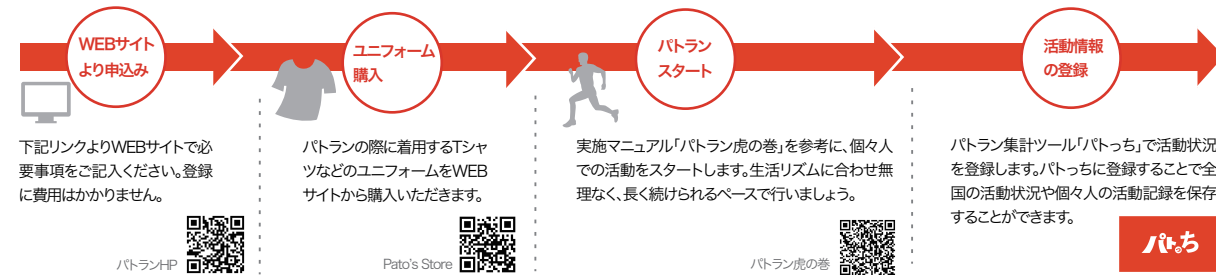 WEBサイト
より申込み
下記リンクよりWEBサイトで必
要事項をご記入ください。登録
に費用はかかりません。
パトランHP
ユニフォーム
購入
パトランの際に着用するTシャ
ツなどのユニフォームをWEB
サイトから購入いただきます。
Pato's Store
パトラン
スタート
実施マニュアル「パトラン虎の巻」を参考に、個々人
での活動をスタートします。生活リズムに合わせ無
理なく、長く続けられるペースで行いましょう。
パトラン虎の巻
活動情報
の登録
パトラン集計ツール「パトっち」で活動状況
を登録します。パトっちに登録することで全
国の活動状況や個々人の活動記録を保存
することができます。
パトっち